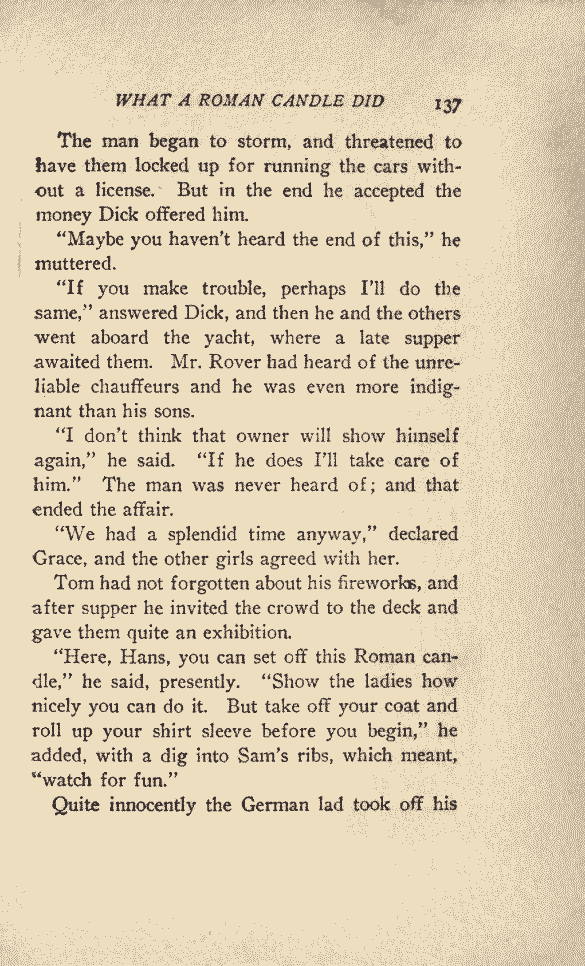 WHAT A ROMAN CANDLE DID 137
The man began to storm, and threatened to
have them locked up for running the cars with-
out a license. But in the end he accepted the
money Dick offered him.
"Maybe you haven't heard the end of this," he
muttered.
"If you make trouble, perhaps I'll do the
same," answered Dick, and then he and the others
went aboard the yacht, where a late supper
awaited them. Mr. Rover had heard of the unre-
liable chauffeurs and he was even more indig-
nant than his sons.
"I don't think that owner will show himself
again," he said. "If he does I'll take care of
him." The man was never heard of; and that
ended the affair.
"We had a splendid time anyway," declared
Grace, and the other girls agreed with her.
Tom had not forgotten about his fireworks, and
after supper he invited the crowd to the deck and
gave them quite an exhibition.
"Here, Hans, you can set off this Roman can-
dle," he said, presently. "Show the ladies how
nicely you can do it. But take off your coat and
roll up your shirt sleeve before you begin," he
added, with a dig into Sam's ribs, which meant,
"watch for fun."
Quite innocently the German lad took off his